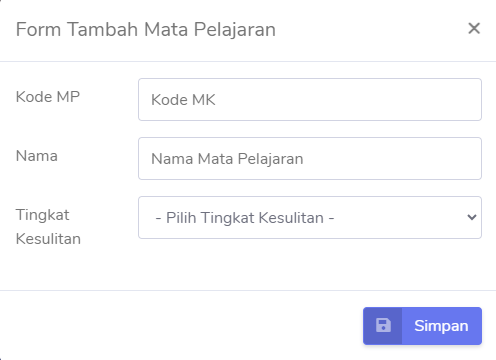 Form Tambah Mata Pelajaran ×
Kode MP
Kode MK
Nama
Nama Mata Pelajaran
Tingkat
Kesulitan
- Pilih Tingkat Kesulitan -
Simpan